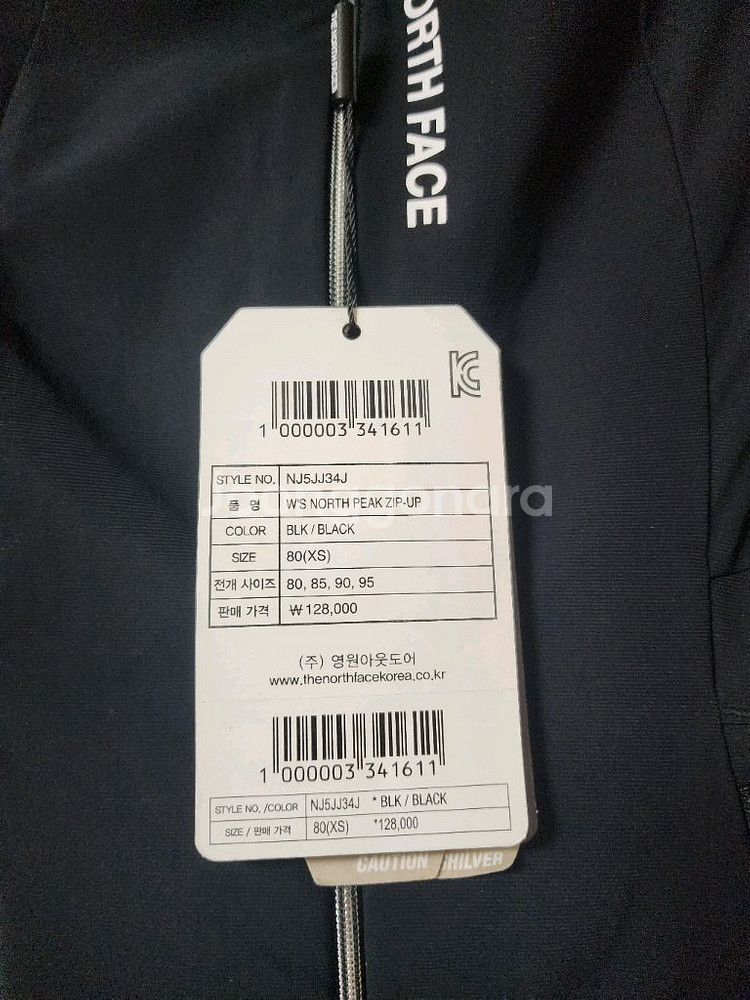 ORTH FACE
1 000003 341611
STYLE NO. NJ5JJ34J
품 명 W'S NORTH PEAK ZIP-UP
COLOR BLK / BLACK
SIZE 80(XS)
전개 사이즈 80, 85, 90, 95
판매 가격 ₩128,000
(주) 영원아웃도어
www.thenorthfacekorea.co.kr
1 000003 341611
STYLE NO. /COLOR NJ5JJ34J * BLK / BLACK
SIZE / 판매 가격 80(XS) *128,000
CAUTION